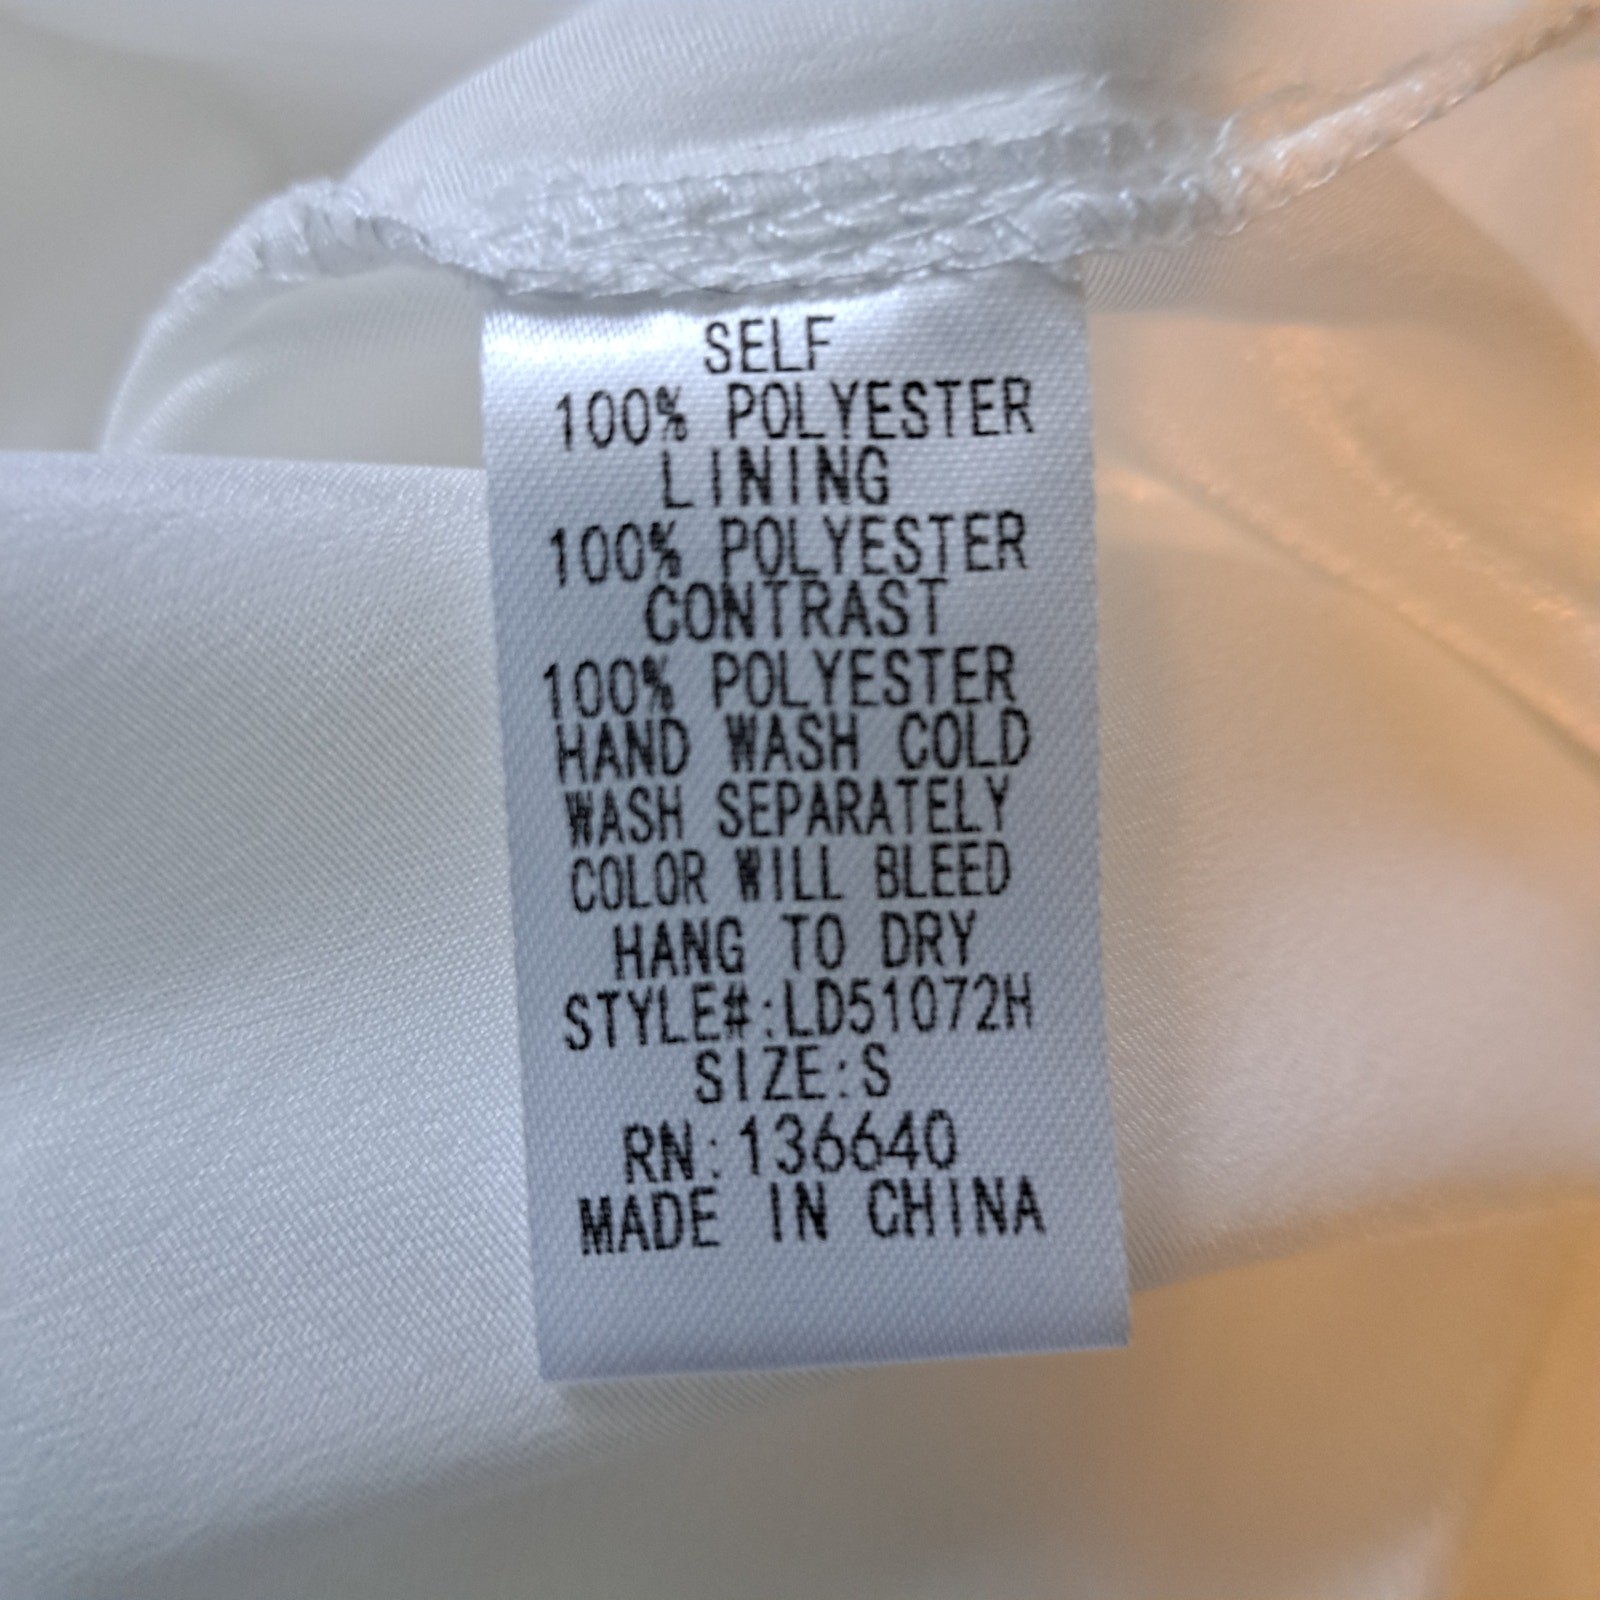 SELF
100% POLYESTER
LINING
100% POLYESTER
CONTRAST
100% POLYESTER
HAND WASH COLD
WASH SEPARATELY
COLOR WILL BLEED
HANG TO DRY
STYLE#:LD51072H
SIZE:S
RN:136640
MADE IN CHINA